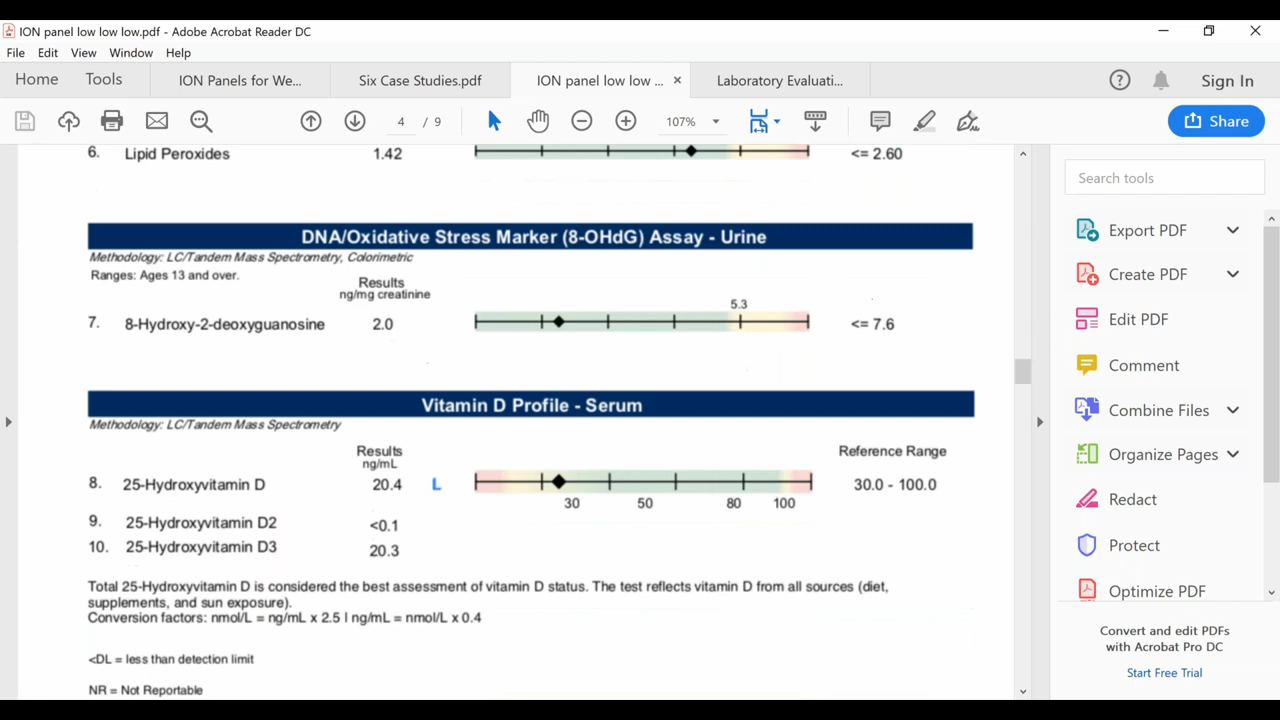 ION panel low low low.pdf - Adobe Acrobat Reader DC
File Edit View Window Help
Home Tools ION Panels for We... Six Case Studies.pdf ION panel low low ... Laboratory Evaluati... Sign In
4 / 9 107% Share
6. Lipid Peroxides 1.42 <= 2.60
DNA/Oxidative Stress Marker (8-OHdG) Assay - Urine
Methodology: LC/Tandem Mass Spectrometry, Colorimetric
Ranges: Ages 13 and over.
Results
ng/mg creatinine
5.3
7. 8-Hydroxy-2-deoxyguanosine 2.0 <= 7.6
Vitamin D Profile - Serum
Methodology: LC/Tandem Mass Spectrometry
Results Reference Range
ng/mL
8. 25-Hydroxyvitamin D 20.4 L 30.0 - 100.0
30 50 80 100
9. 25-Hydroxyvitamin D2 <0.1
10. 25-Hydroxyvitamin D3 20.3
Total 25-Hydroxyvitamin D is considered the best assessment of vitamin D status. The test reflects vitamin D from all sources (diet,
supplements, and sun exposure).
Conversion factors: nmol/L = ng/mL x 2.5 | ng/mL = nmol/L x 0.4
<DL = less than detection limit
NR = Not Reportable
Search tools
Export PDF
Create PDF
Edit PDF
Comment
Combine Files
Organize Pages
Redact
Protect
Optimize PDF
Convert and edit PDFs
with Acrobat Pro DC
Start Free Trial